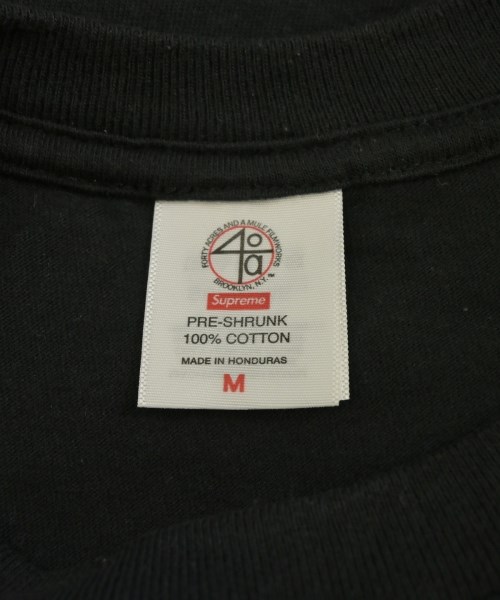 FORTY ACRES AND A MULE FILMWORKS
40a
BROOKLYN, N.Y.
Supreme
PRE-SHRUNK
100% COTTON
MADE IN HONDURAS
M